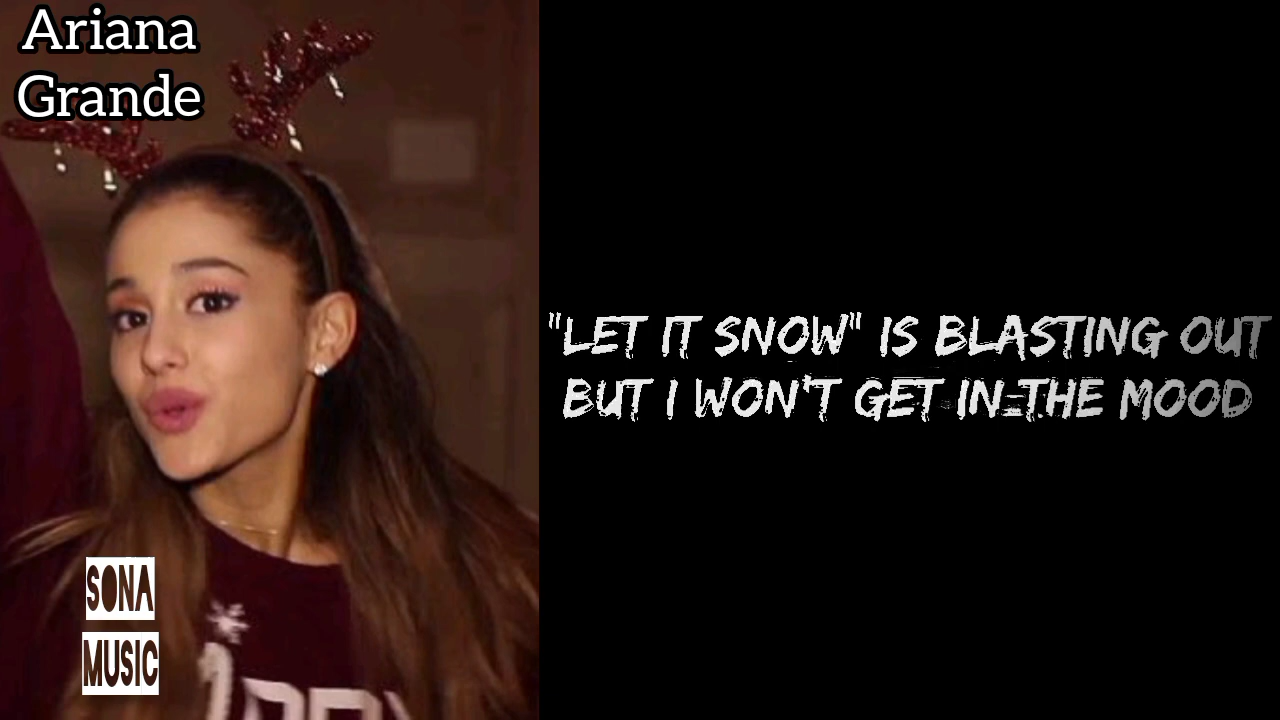 Ariana
Grande
"LET IT SNOW" IS BLASTING OUT
BUT I WON'T GET IN THE MOOD
SONA
MUSIC